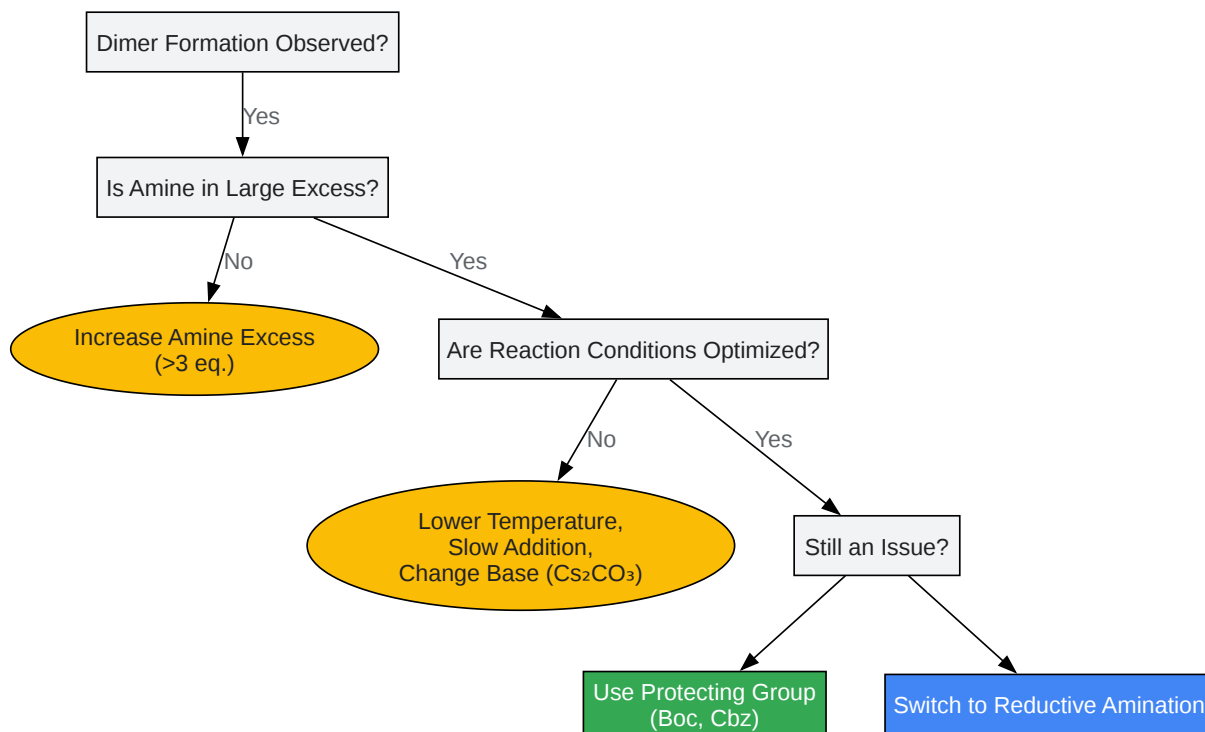 Dimer Formation Observed?
Yes
Is Amine in Large Excess?
No
Yes
Increase Amine Excess
(>3 eq.)
Are Reaction Conditions Optimized?
No
Yes
Lower Temperature,
Slow Addition,
Change Base (Cs₂CO₃)
Still an Issue?
Use Protecting Group
(Boc, Cbz)
Switch to Reductive Amination